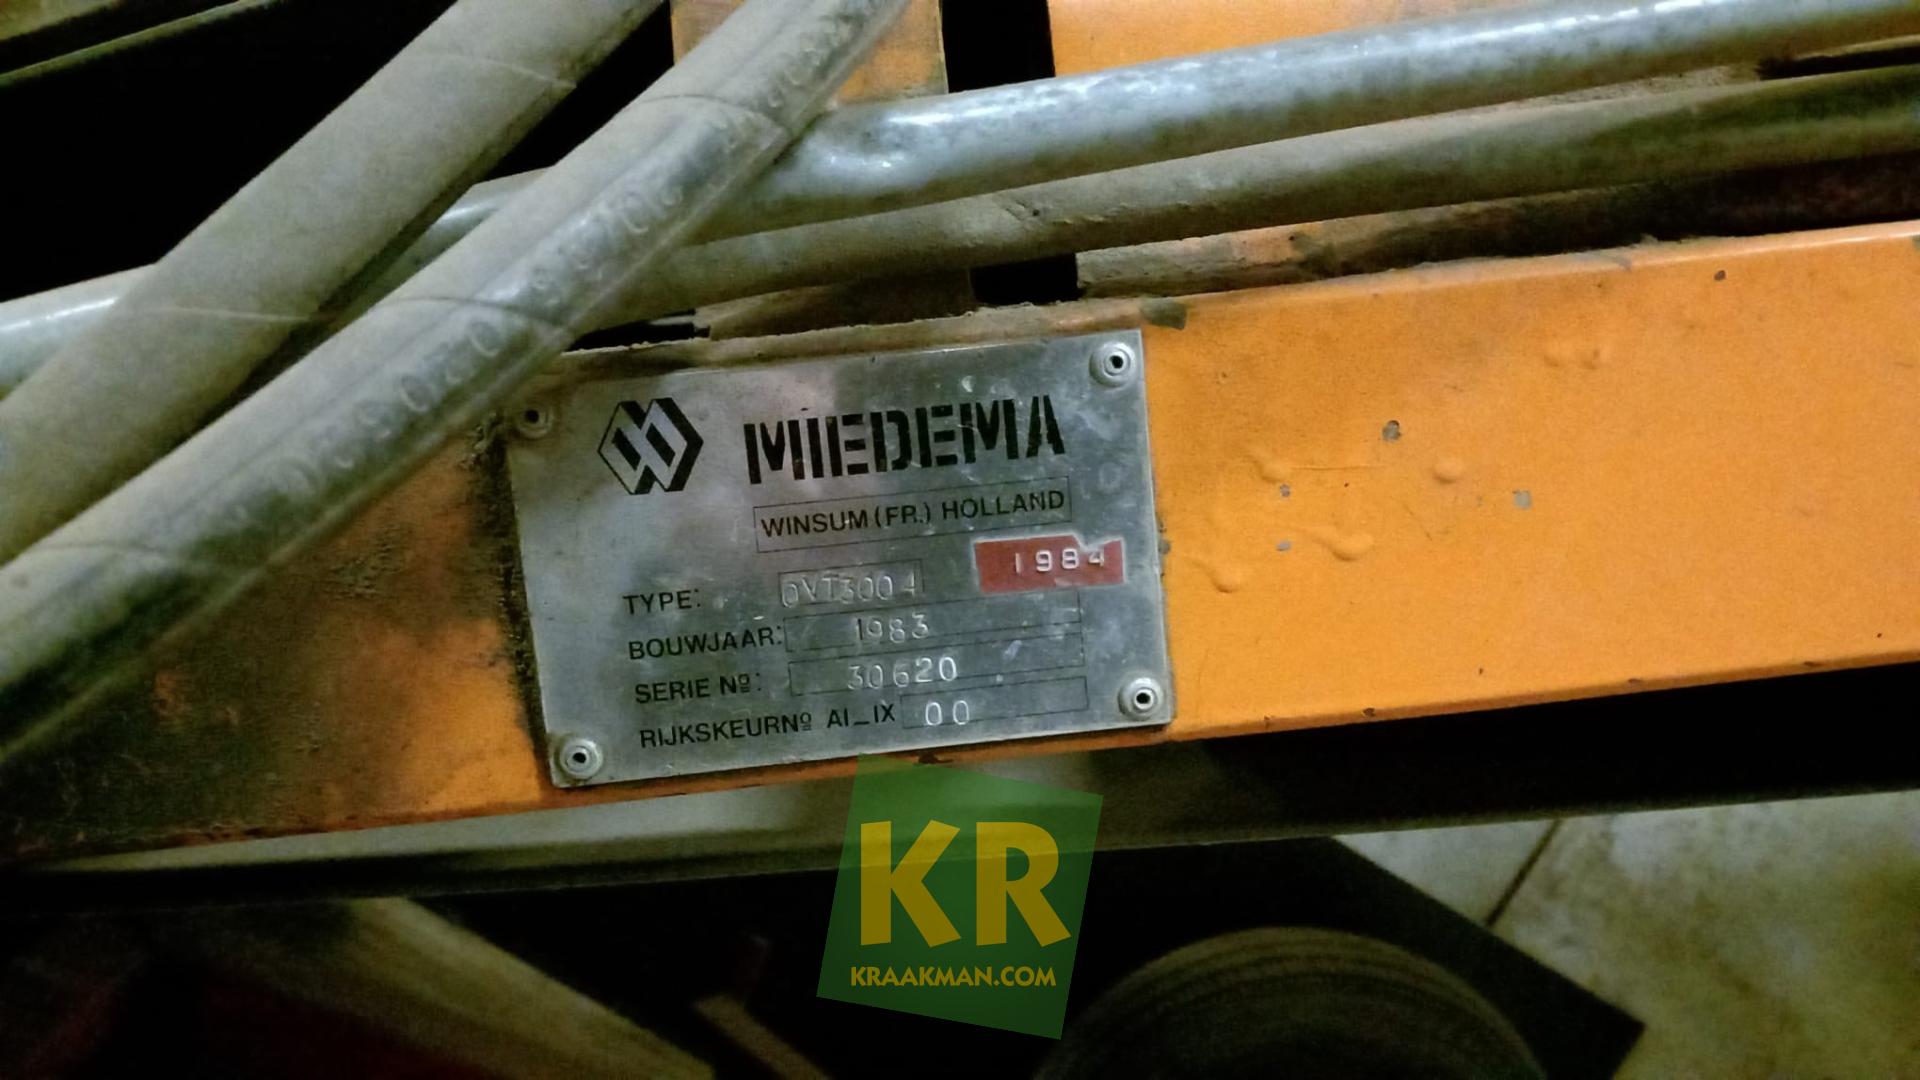 MIEDEMA
WINSUM (FR.) HOLLAND
1984
TYPE:
BOUWJAAR: 1983
SERIE Nº: 30620
RIJKSKEURNº AI_IX 00
KR
KRAAKMAN.COM